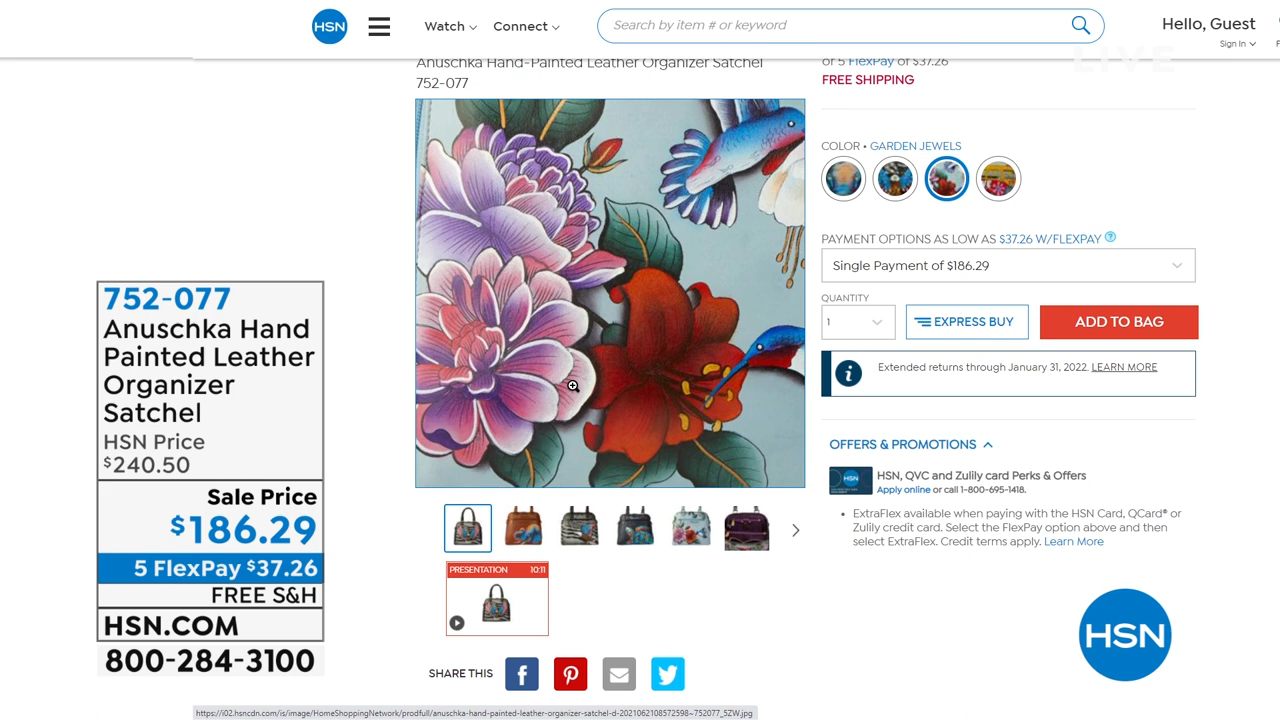 HSN
Watch
Connect
Search by item # or keyword
Hello, Guest
Sign In
LIVE
Anuschka Hand-Painted Leather Organizer Satchel
752-077
or 5 FlexPay of $37.26
FREE SHIPPING
COLOR • GARDEN JEWELS
PAYMENT OPTIONS AS LOW AS $37.26 W/FLEXPAY ?
Single Payment of $186.29
QUANTITY
1
EXPRESS BUY
ADD TO BAG
i
Extended returns through January 31, 2022. LEARN MORE
OFFERS & PROMOTIONS
HSN
HSN, QVC and Zulily card Perks & Offers
Apply online or call 1-800-695-1418.
• ExtraFlex available when paying with the HSN Card, QCard® or
Zulily credit card. Select the FlexPay option above and then
select ExtraFlex. Credit terms apply. Learn More
752-077
Anuschka Hand
Painted Leather
Organizer
Satchel
HSN Price
$240.50
Sale Price
$186.29
5 FlexPay $37.26
FREE S&H
HSN.COM
800-284-3100
PRESENTATION 10:11
SHARE THIS
HSN
https://i02.hsncdn.com/is/image/HomeShoppingNetwork/prodfull/anuschka-hand-painted-leather-organizer-satchel-d-2021062108572598~752077_5ZW.jpg